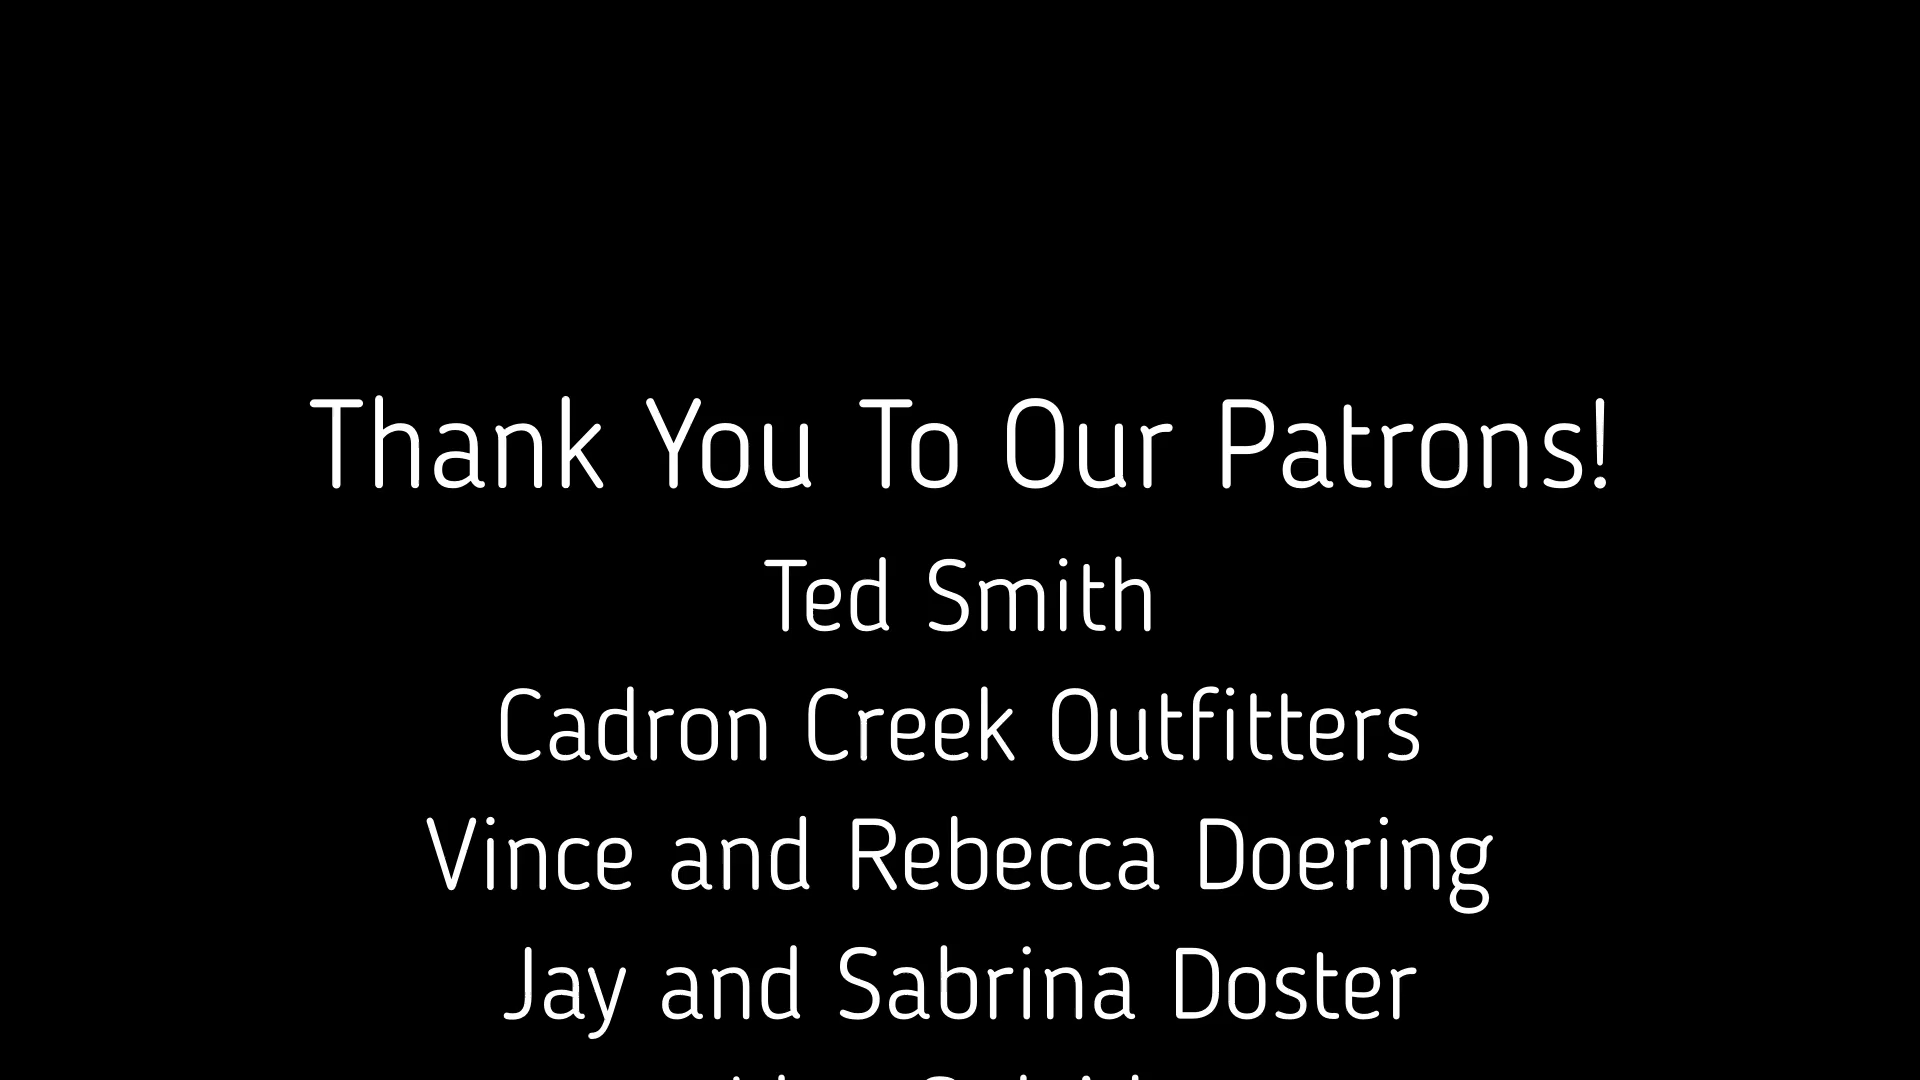 Thank You To Our Patrons!
Ted Smith
Cadron Creek Outfitters
Vince and Rebecca Doering
Jay and Sabrina Doster